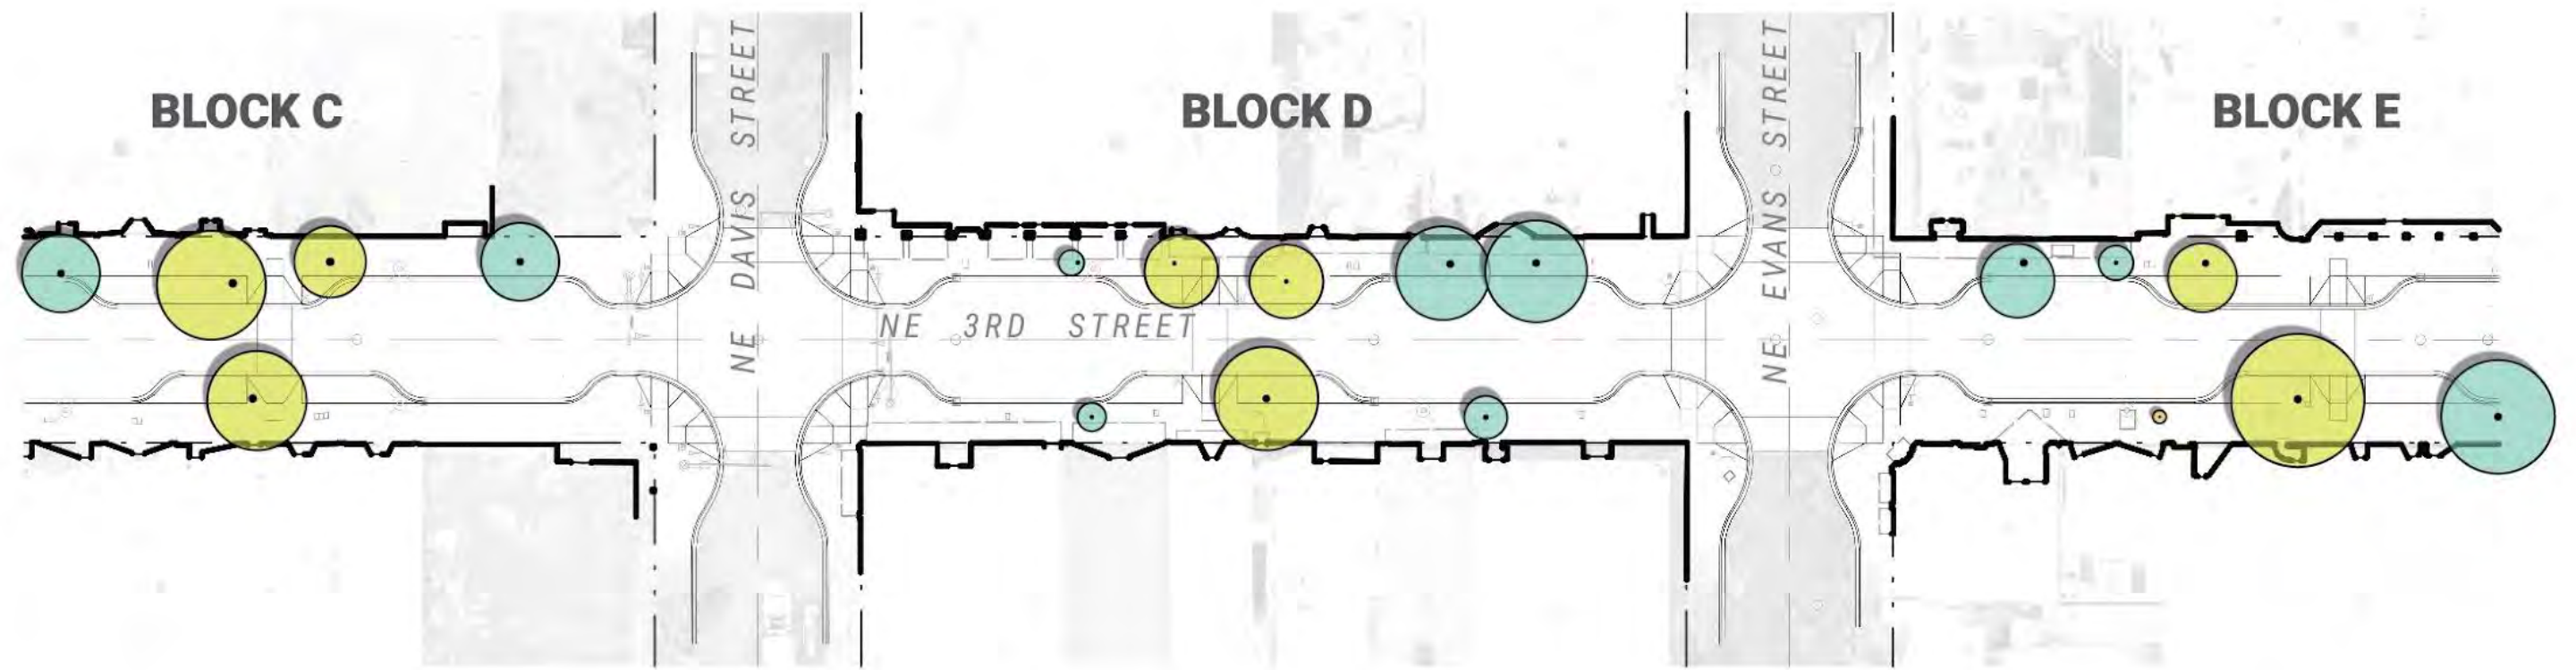 BLOCK C
NE DAVIS STREET
BLOCK D
NE EVANS STREET
BLOCK E
NE 3RD STREET